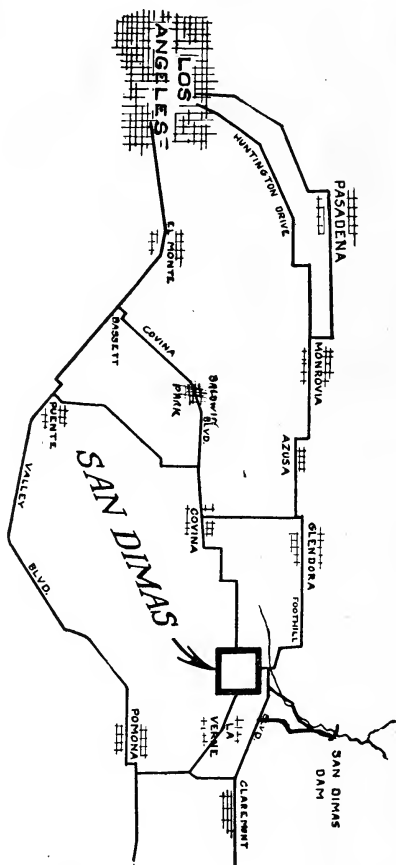 LOS
ANGELES
HUNTINGTON DRIVE
PASADENA
MONROVIA
AZUSA
GLENDORA
FOOTHILL
BLVD.
SAN DIMAS
DAM
EL MONTE
BASSETT
COVINA
BLVD.
BALDWIN
PARK
COVINA
PUENTE
VALLEY
BLVD.
SAN DIMAS
LA
VERNE
POMONA
CLAREMONT